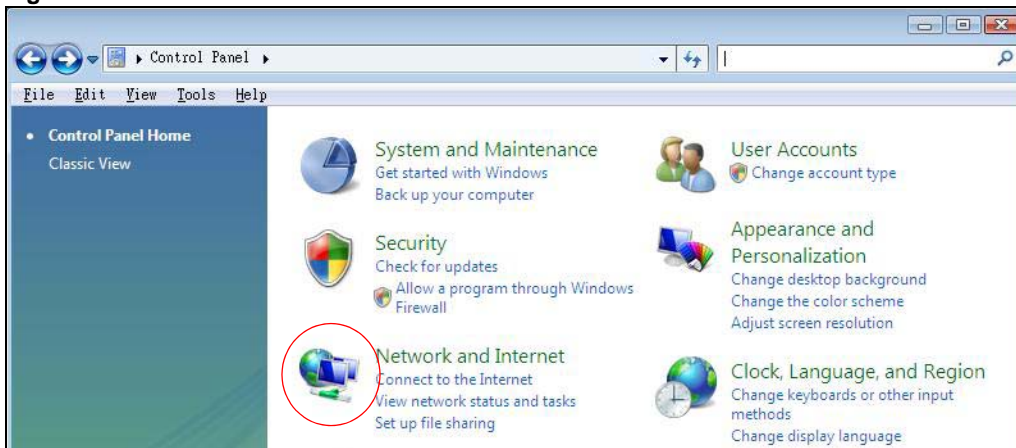 Control Panel
File Edit View Tools Help
Control Panel Home
Classic View
System and Maintenance
Get started with Windows
Back up your computer
Security
Check for updates
Allow a program through Windows
Firewall
Network and Internet
Connect to the Internet
View network status and tasks
Set up file sharing
User Accounts
Change account type
Appearance and
Personalization
Change desktop background
Change the color scheme
Adjust screen resolution
Clock, Language, and Region
Change keyboards or other input
methods
Change display language